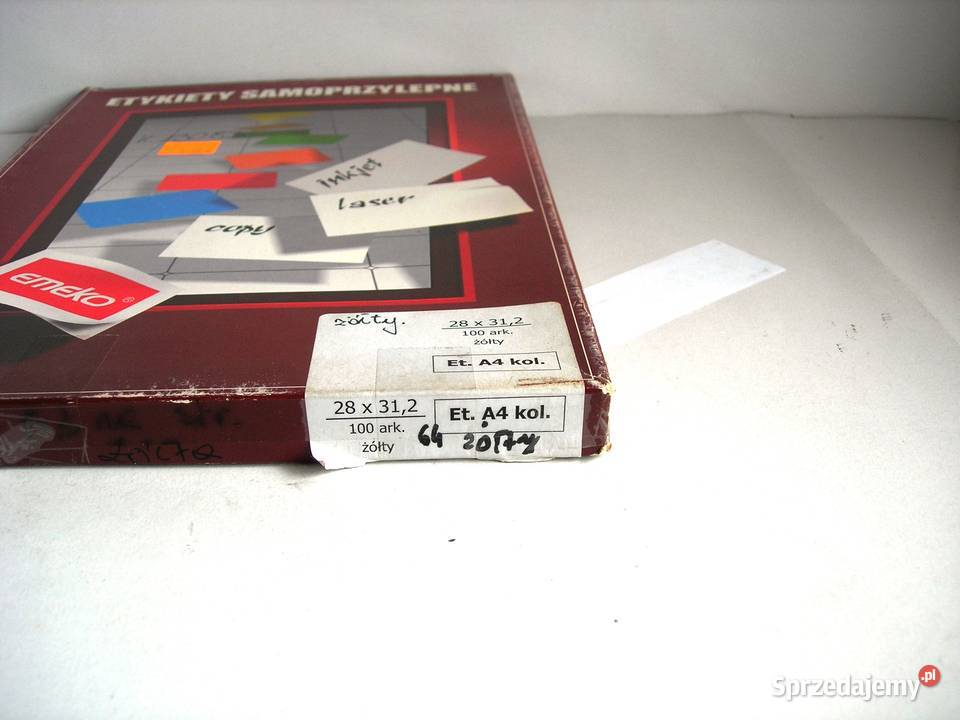 ETYKIETY SAMOPRZYLEPNE
inkjet
laser
copy
EMEKO®
żółty.
28 x 31,2
100 ark.
żółty
Et. A4 kol.
28 x 31,2
100 ark.
żółty
Et. A4 kol.
64 żółty
Sprzedajemy.pl